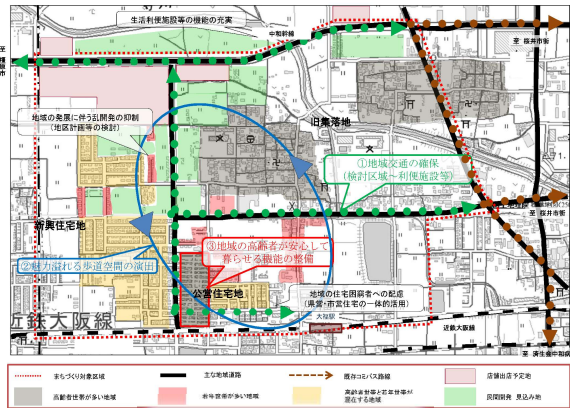 生活利便施設等の機能の充実
中和幹線
至 橿原市
至 桜井市街
地域の発展に伴う乱開発の抑制
(地区計画等の検討)
旧集落地
①地域交通の確保
(検討区域~利便施設等)
至 桜井市街
新興住宅地
③地域の高齢者が安心して
暮らせる機能の整備
②魅力溢れる歩道空間の演出
公営住宅地
地域の住宅困窮者への配慮
(県営・市営住宅の一体的活用)
大福駅
近鉄大阪線
近鉄大阪線
至 済生会中和病
まちづくり対象区域
主な地域道路
既存コミバス路線
店舗出店予定地
高齢者世帯が多い地域
若年世帯が多い地域
高齢者世帯と若年世帯が
混在する地域
民間開発 見込み地